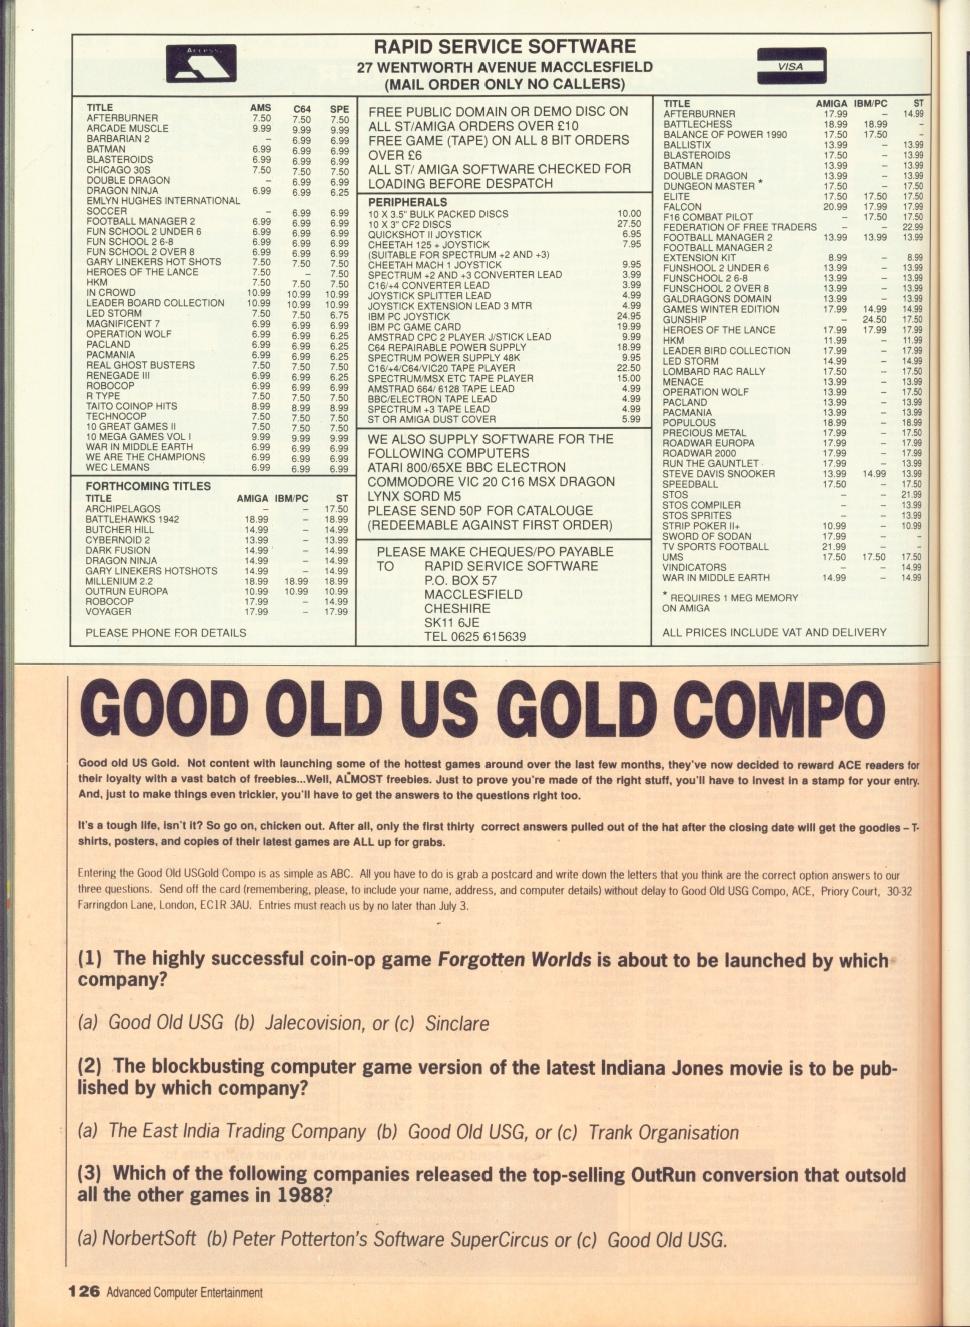 Access
RAPID SERVICE SOFTWARE
27 WENTWORTH AVENUE MACCLESFIELD
(MAIL ORDER ONLY NO CALLERS)
VISA
TITLE AMS C64 SPE
AFTERBURNER 7.50 7.50 7.50
ARCADE MUSCLE 9.99 9.99 9.99
BARBARIAN 2 – 6.99 6.99
BATMAN 6.99 6.99 6.99
BLASTEROIDS 6.99 6.99 6.99
CHICAGO 30S 7.50 7.50 7.50
DOUBLE DRAGON – 6.99 6.99
DRAGON NINJA 6.99 6.99 6.25
EMLYN HUGHES INTERNATIONAL
SOCCER – 6.99 6.99
FOOTBALL MANAGER 2 6.99 6.99 6.99
FUN SCHOOL 2 UNDER 6 6.99 6.99 6.99
FUN SCHOOL 2 6-8 6.99 6.99 6.99
FUN SCHOOL 2 OVER 8 6.99 6.99 6.99
GARY LINEKERS HOT SHOTS 7.50 7.50 7.50
HEROES OF THE LANCE 7.50 – 7.50
HKM 7.50 7.50 7.50
IN CROWD 10.99 10.99 10.99
LEADER BOARD COLLECTION 10.99 10.99 10.99
LED STORM 7.50 7.50 6.75
MAGNIFICENT 7 6.99 6.99 6.99
OPERATION WOLF 6.99 6.99 6.25
PACLAND 6.99 6.99 6.25
PACMANIA 6.99 6.99 6.25
REAL GHOST BUSTERS 7.50 7.50 7.50
RENEGADE III 6.99 6.99 6.25
ROBOCOP 6.99 6.99 6.99
R TYPE 7.50 7.50 7.50
TAITO COINOP HITS 8.99 8.99 8.99
TECHNOCOP 7.50 7.50 7.50
10 GREAT GAMES II 7.50 7.50 7.50
10 MEGA GAMES VOL I 9.99 9.99 9.99
WAR IN MIDDLE EARTH 6.99 6.99 6.99
WE ARE THE CHAMPIONS 6.99 6.99 6.99
WEC LEMANS 6.99 6.99 6.99
FORTHCOMING TITLES
TITLE AMIGA IBM/PC ST
ARCHIPELAGOS – – 17.50
BATTLEHAWKS 1942 18.99 – 18.99
BUTCHER HILL 14.99 – 14.99
CYBERNOID 2 13.99 – 13.99
DARK FUSION 14.99 – 14.99
DRAGON NINJA 14.99 – 14.99
GARY LINEKERS HOTSHOTS 14.99 – 14.99
MILLENIUM 2.2 18.99 18.99 18.99
OUTRUN EUROPA 10.99 10.99 10.99
ROBOCOP 17.99 – 14.99
VOYAGER 17.99 – 17.99
PLEASE PHONE FOR DETAILS
FREE PUBLIC DOMAIN OR DEMO DISC ON
ALL ST/AMIGA ORDERS OVER £10
FREE GAME (TAPE) ON ALL 8 BIT ORDERS
OVER £6
ALL ST/ AMIGA SOFTWARE CHECKED FOR
LOADING BEFORE DESPATCH
PERIPHERALS
10 X 3.5" BULK PACKED DISCS 10.00
10 X 3" CF2 DISCS 27.50
QUICKSHOT II JOYSTICK 6.95
CHEETAH 125 + JOYSTICK 7.95
(SUITABLE FOR SPECTRUM +2 AND +3)
CHEETAH MACH 1 JOYSTICK 9.95
SPECTRUM +2 AND +3 CONVERTER LEAD 3.99
C16/+4 CONVERTER LEAD 3.99
JOYSTICK SPLITTER LEAD 4.99
JOYSTICK EXTENSION LEAD 3 MTR 4.99
IBM PC JOYSTICK 24.95
IBM PC GAME CARD 19.99
AMSTRAD CPC 2 PLAYER J/STICK LEAD 9.99
C64 REPAIRABLE POWER SUPPLY 18.99
SPECTRUM POWER SUPPLY 48K 9.95
C16/+4/C64/VIC20 TAPE PLAYER 22.50
SPECTRUM/MSX ETC TAPE PLAYER 15.00
AMSTRAD 664/ 6128 TAPE LEAD 4.99
BBC/ELECTRON TAPE LEAD 4.99
SPECTRUM +3 TAPE LEAD 4.99
ST OR AMIGA DUST COVER 5.99
WE ALSO SUPPLY SOFTWARE FOR THE
FOLLOWING COMPUTERS
ATARI 800/65XE BBC ELECTRON
COMMODORE VIC 20 C16 MSX DRAGON
LYNX SORD M5
PLEASE SEND 50P FOR CATALOUGE
(REDEEMABLE AGAINST FIRST ORDER)
PLEASE MAKE CHEQUES/PO PAYABLE
TO RAPID SERVICE SOFTWARE
P.O. BOX 57
MACCLESFIELD
CHESHIRE
SK11 6JE
TEL 0625 615639
TITLE AMIGA IBM/PC ST
AFTERBURNER 17.99 – 14.99
BATTLECHESS 18.99 18.99 –
BALANCE OF POWER 1990 17.50 17.50 –
BALLISTIX 13.99 – 13.99
BLASTEROIDS 17.50 – 13.99
BATMAN 13.99 – 13.99
DOUBLE DRAGON 13.99 – 13.99
DUNGEON MASTER * 17.50 – 17.50
ELITE 17.50 17.50 17.50
FALCON 20.99 17.99 17.99
F16 COMBAT PILOT – 17.50 17.50
FEDERATION OF FREE TRADERS – – 22.99
FOOTBALL MANAGER 2 13.99 13.99 13.99
FOOTBALL MANAGER 2
EXTENSION KIT 8.99 – 8.99
FUNSHOOL 2 UNDER 6 13.99 – 13.99
FUNSCHOOL 2 6-8 13.99 – 13.99
FUNSCHOOL 2 OVER 8 13.99 – 13.99
GALDRAGONS DOMAIN 13.99 – 13.99
GAMES WINTER EDITION 17.99 14.99 14.99
GUNSHIP – 24.50 17.50
HEROES OF THE LANCE 17.99 17.99 17.99
HKM 11.99 – 11.99
LEADER BIRD COLLECTION 17.99 – 17.99
LED STORM 14.99 – 14.99
LOMBARD RAC RALLY 17.50 – 17.50
MENACE 13.99 – 13.99
OPERATION WOLF 17.50 – 13.99
PACLAND 13.99 – 13.99
PACMANIA 13.99 – 13.99
POPULOUS 18.99 – 18.99
PRECIOUS METAL 17.99 – 17.50
ROADWAR EUROPA 17.99 – 17.99
ROADWAR 2000 17.99 – 17.99
RUN THE GAUNTLET 17.99 – 13.99
STEVE DAVIS SNOOKER 13.99 14.99 13.99
SPEEDBALL 17.50 – 17.50
STOS – – 21.99
STOS COMPILER – – 13.99
STOS SPRITES – – 13.99
STRIP POKER II+ 10.99 – 10.99
SWORD OF SODAN 17.99 – –
TV SPORTS FOOTBALL 21.99 – –
UMS 17.50 17.50 17.50
VINDICATORS – – 14.99
WAR IN MIDDLE EARTH 14.99 – 14.99
* REQUIRES 1 MEG MEMORY
ON AMIGA
ALL PRICES INCLUDE VAT AND DELIVERY
GOOD OLD US GOLD COMPO
Good old US Gold. Not content with launching some of the hottest games around over the last few months, they've now decided to reward ACE readers for
their loyalty with a vast batch of freebies...Well, ALMOST freebies. Just to prove you're made of the right stuff, you'll have to invest in a stamp for your entry.
And, just to make things even trickier, you'll have to get the answers to the questions right too.
It's a tough life, isn't it? So go on, chicken out. After all, only the first thirty correct answers pulled out of the hat after the closing date will get the goodies – T-
shirts, posters, and copies of their latest games are ALL up for grabs.
Entering the Good Old USGold Compo is as simple as ABC. All you have to do is grab a postcard and write down the letters that you think are the correct option answers to our
three questions. Send off the card (remembering, please, to include your name, address, and computer details) without delay to Good Old USG Compo, ACE, Priory Court, 30-32
Farringdon Lane, London, EC1R 3AU. Entries must reach us by no later than July 3.
(1) The highly successful coin-op game Forgotten Worlds is about to be launched by which
company?
(a) Good Old USG (b) Jalecovision, or (c) Sinclare
(2) The blockbusting computer game version of the latest Indiana Jones movie is to be pub-
lished by which company?
(a) The East India Trading Company (b) Good Old USG, or (c) Trank Organisation
(3) Which of the following companies released the top-selling OutRun conversion that outsold
all the other games in 1988?
(a) NorbertSoft (b) Peter Potterton's Software SuperCircus or (c) Good Old USG.
126 Advanced Computer Entertainment